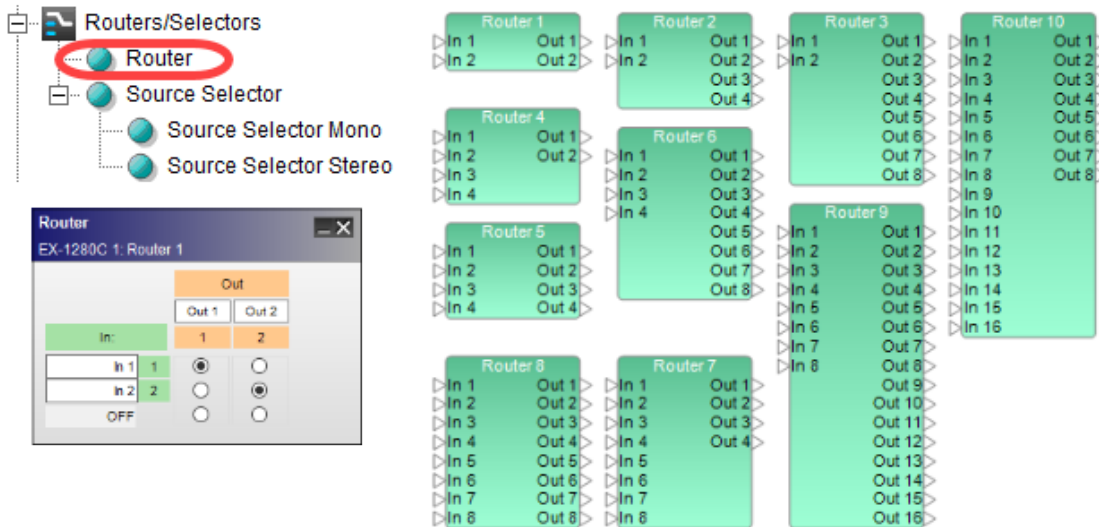 Routers/Selectors
Router
Source Selector
Source Selector Mono
Source Selector Stereo
Router
EX-1280C 1: Router 1
Out
Out 1 Out 2
In: 1 2
In 1 1
In 2 2
OFF
Router 1
In 1 Out 1
In 2 Out 2
Router 2
In 1 Out 1
In 2 Out 2
Out 3
Out 4
Router 3
In 1 Out 1
In 2 Out 2
Out 3
Out 4
Out 5
Out 6
Out 7
Out 8
Router 10
In 1 Out 1
In 2 Out 2
In 3 Out 3
In 4 Out 4
In 5 Out 5
In 6 Out 6
In 7 Out 7
In 8 Out 8
In 9
In 10
In 11
In 12
In 13
In 14
In 15
In 16
Router 4
In 1 Out 1
In 2 Out 2
In 3
In 4
Router 6
In 1 Out 1
In 2 Out 2
In 3 Out 3
In 4 Out 4
Out 5
Out 6
Out 7
Out 8
Router 5
In 1 Out 1
In 2 Out 2
In 3 Out 3
In 4 Out 4
Router 9
In 1 Out 1
In 2 Out 2
In 3 Out 3
In 4 Out 4
In 5 Out 5
In 6 Out 6
In 7 Out 7
In 8 Out 8
Out 9
Out 10
Out 11
Out 12
Out 13
Out 14
Out 15
Out 16
Router 8
In 1 Out 1
In 2 Out 2
In 3 Out 3
In 4 Out 4
In 5 Out 5
In 6 Out 6
In 7 Out 7
In 8 Out 8
Router 7
In 1 Out 1
In 2 Out 2
In 3 Out 3
In 4 Out 4
In 5
In 6
In 7
In 8